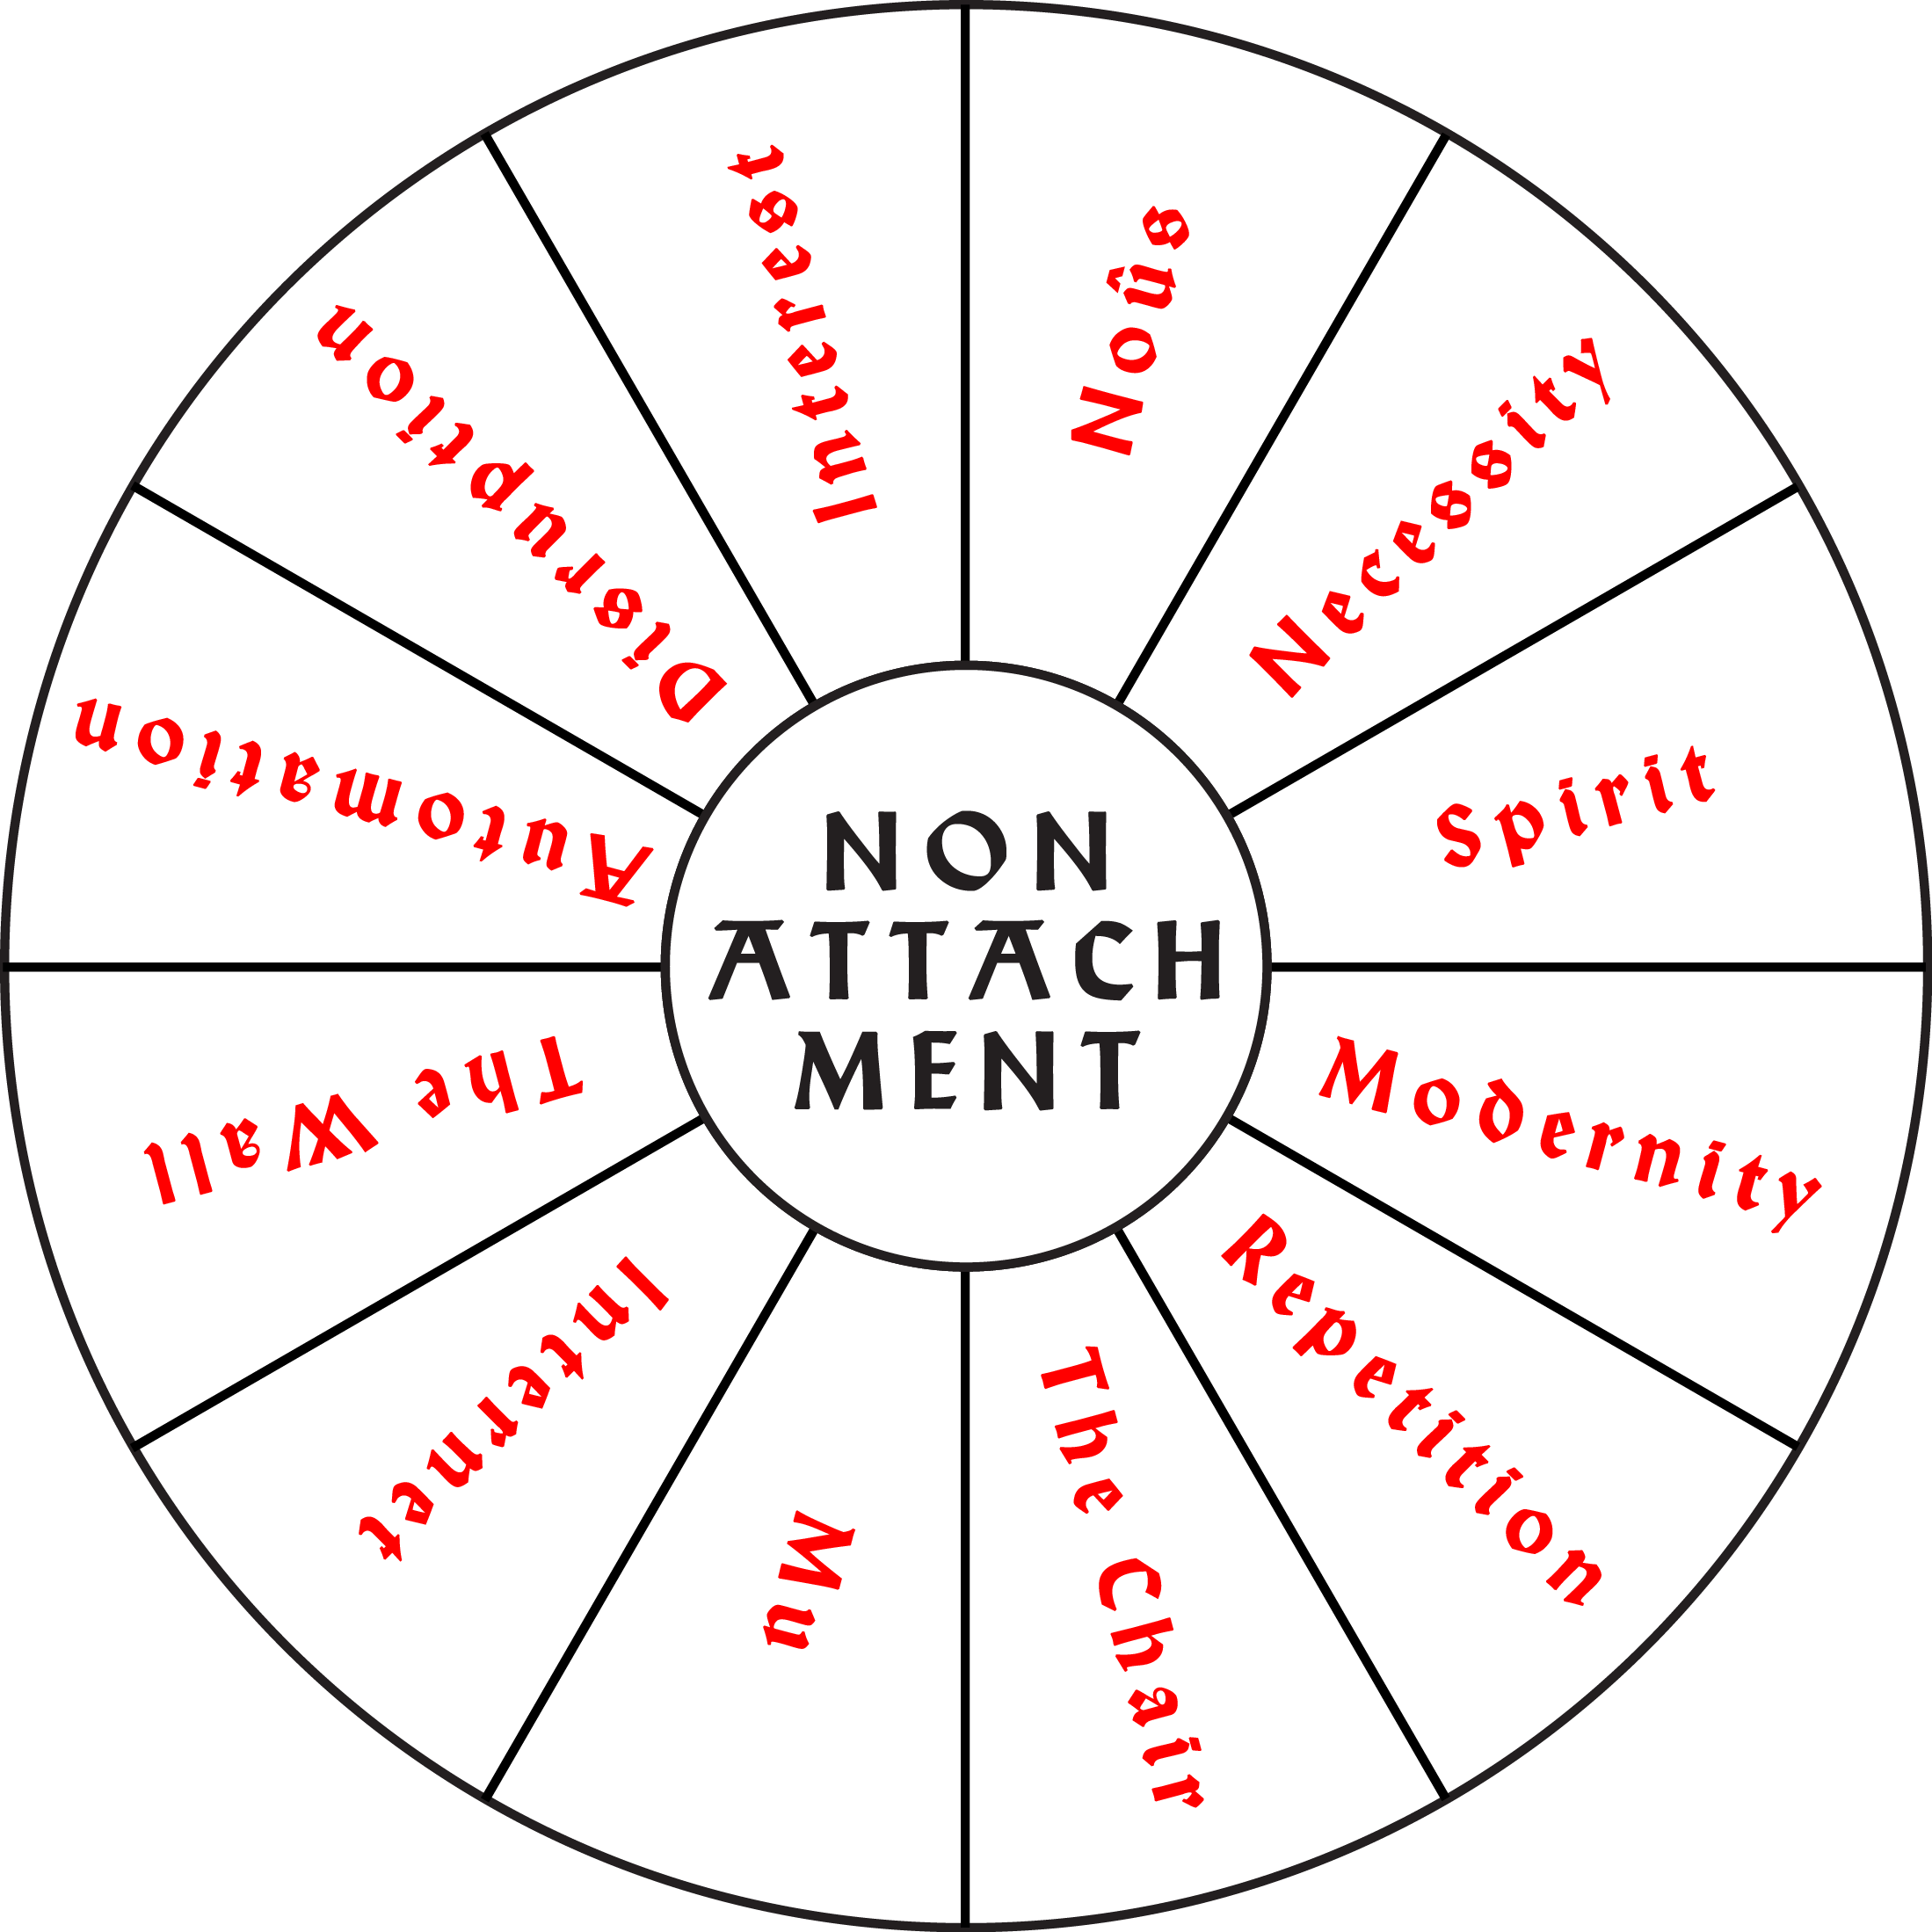 NON
ATTACH
MENT
Noûs
Necessity
Spirit
Modernity
Repetition
The Chair
Mu
Internet
The Wall
Automation
Disruption
Interest